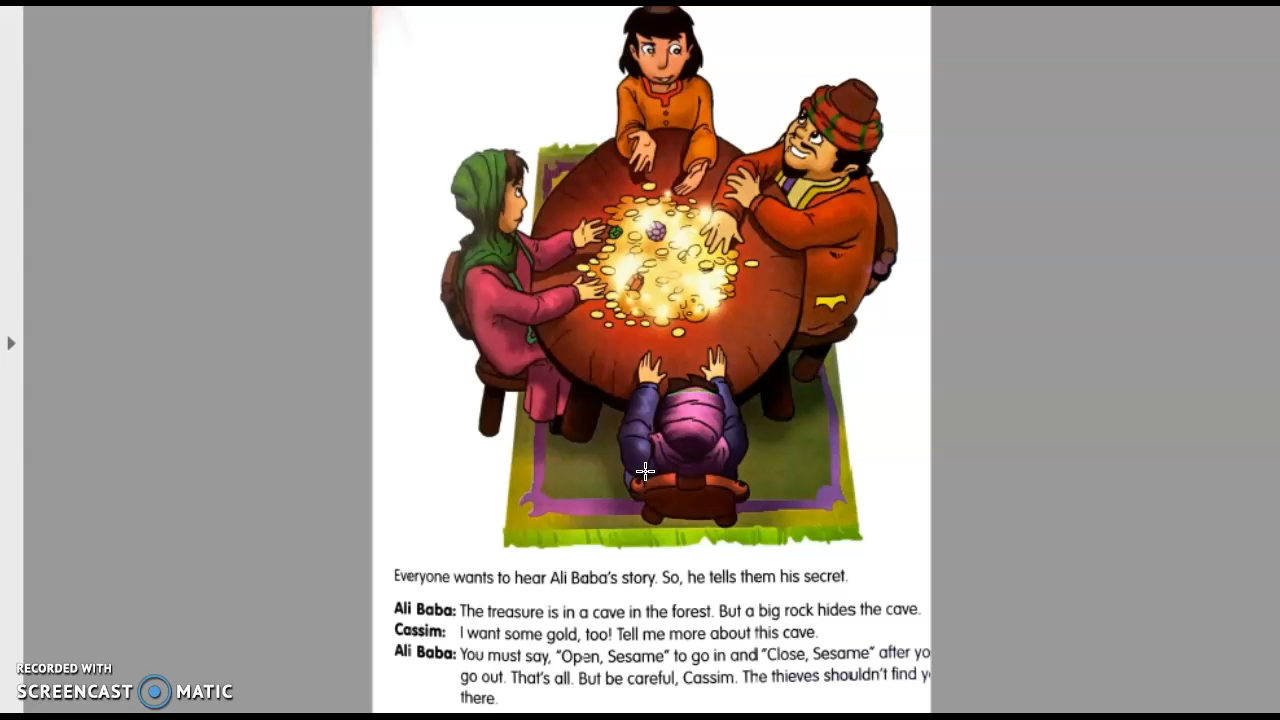 Everyone wants to hear Ali Baba's story. So, he tells them his secret.
Ali Baba: The treasure is in a cave in the forest. But a big rock hides the cave.
Cassim: I want some gold, too! Tell me more about this cave.
Ali Baba: You must say, "Open, Sesame" to go in and "Close, Sesame" after
go out. That's all. But be careful, Cassim. The thieves shouldn't find
there.
RECORDED WITH
SCREENCAST MATIC